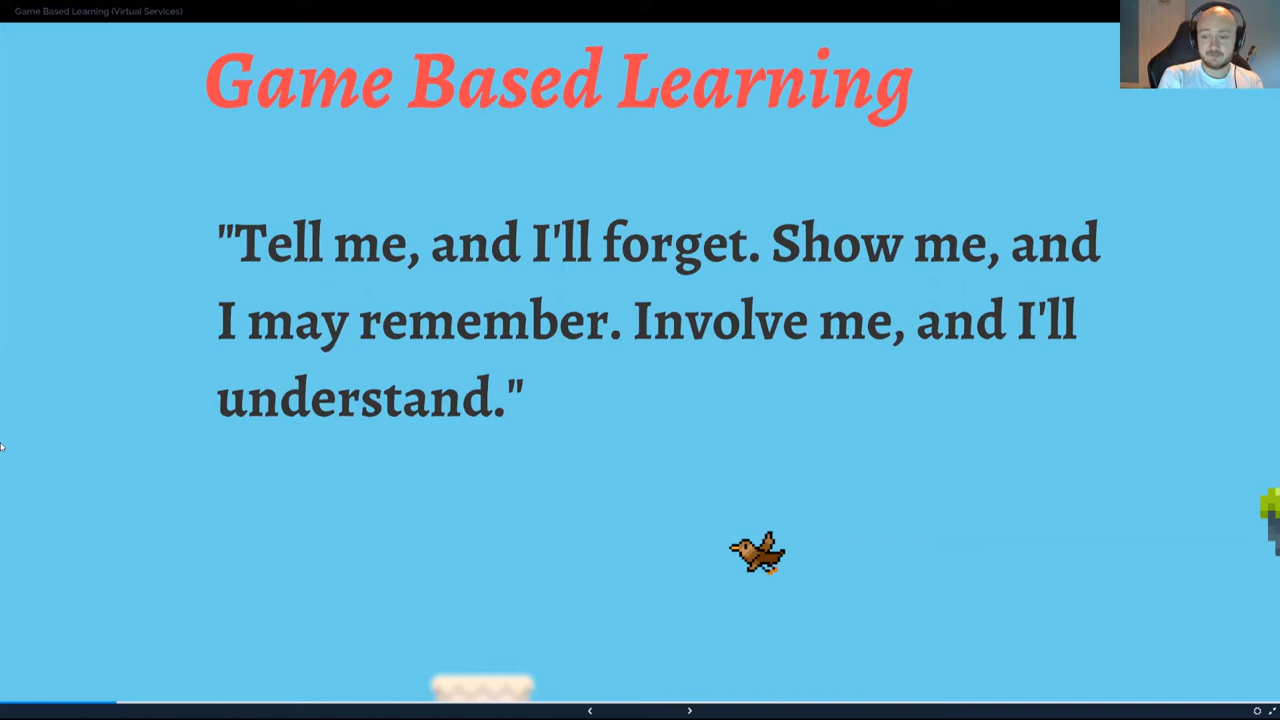 Game Based Learning (Virtual Services)
Game Based Learning
"Tell me, and I'll forget. Show me, and
I may remember. Involve me, and I'll
understand."